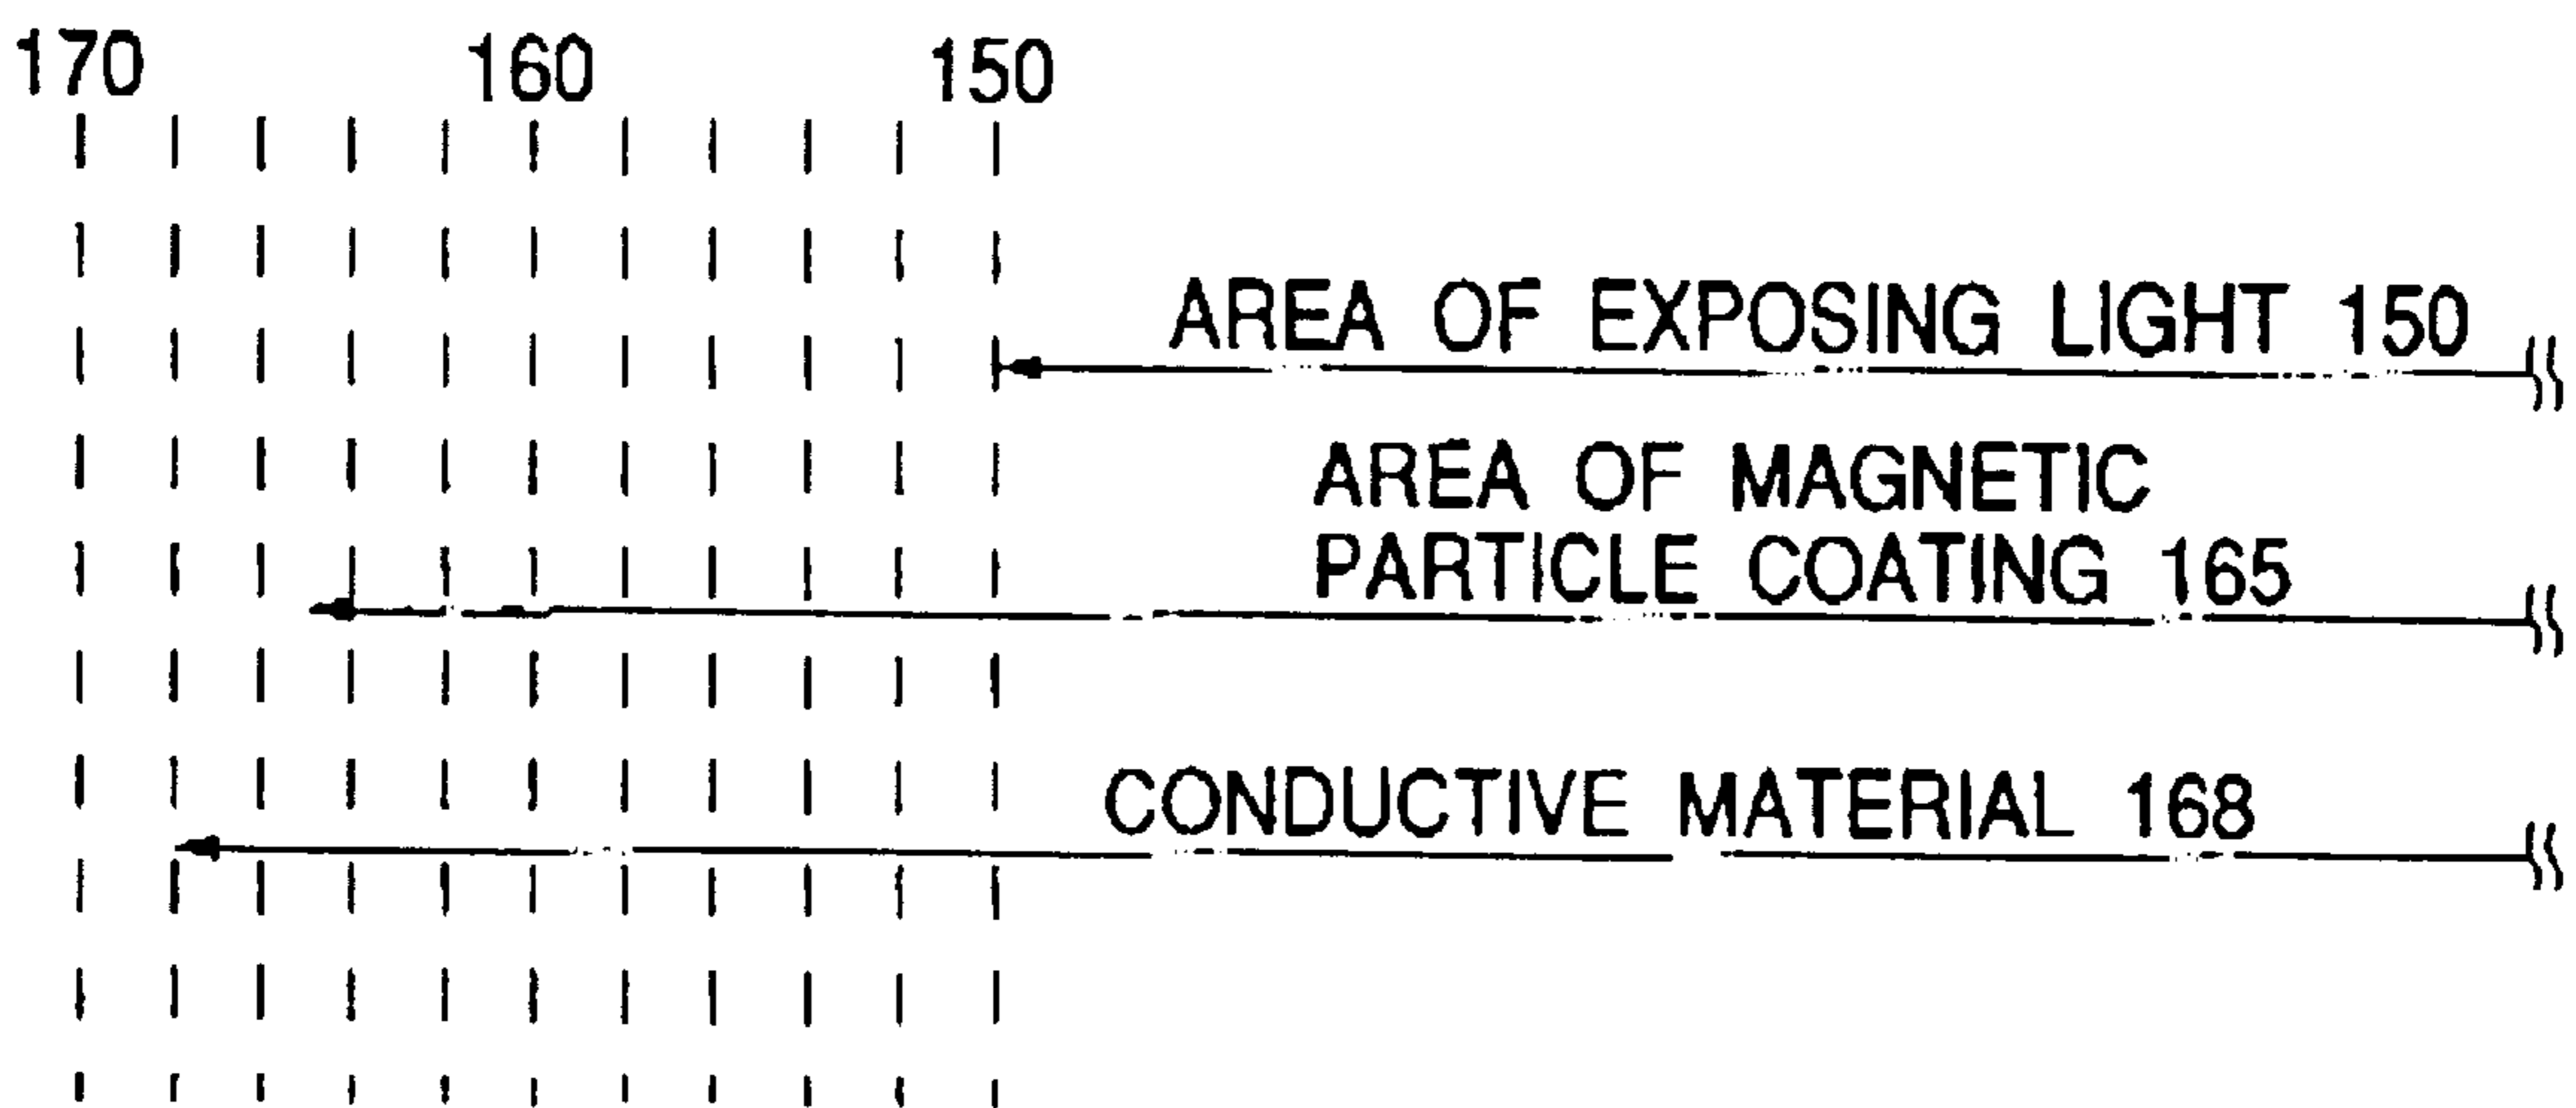 170 160 150
AREA OF EXPOSING LIGHT 150
AREA OF MAGNETIC
PARTICLE COATING 165
CONDUCTIVE MATERIAL 168